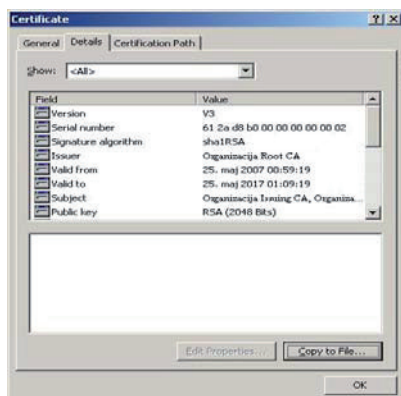 Certificate
General Details Certification Path
Show: <All>
Field Value
Version V3
Serial number 61 2a d8 b0 00 00 00 00 00 02
Signature algorithm sha1RSA
Issuer Organizacija Root CA
Valid from 25. maj 2007 00:59:19
Valid to 25. maj 2017 01:09:19
Subject Organizacija Issuing CA, Organiza...
Public key RSA (2048 Bits)
Edit Properties... Copy to File...
OK